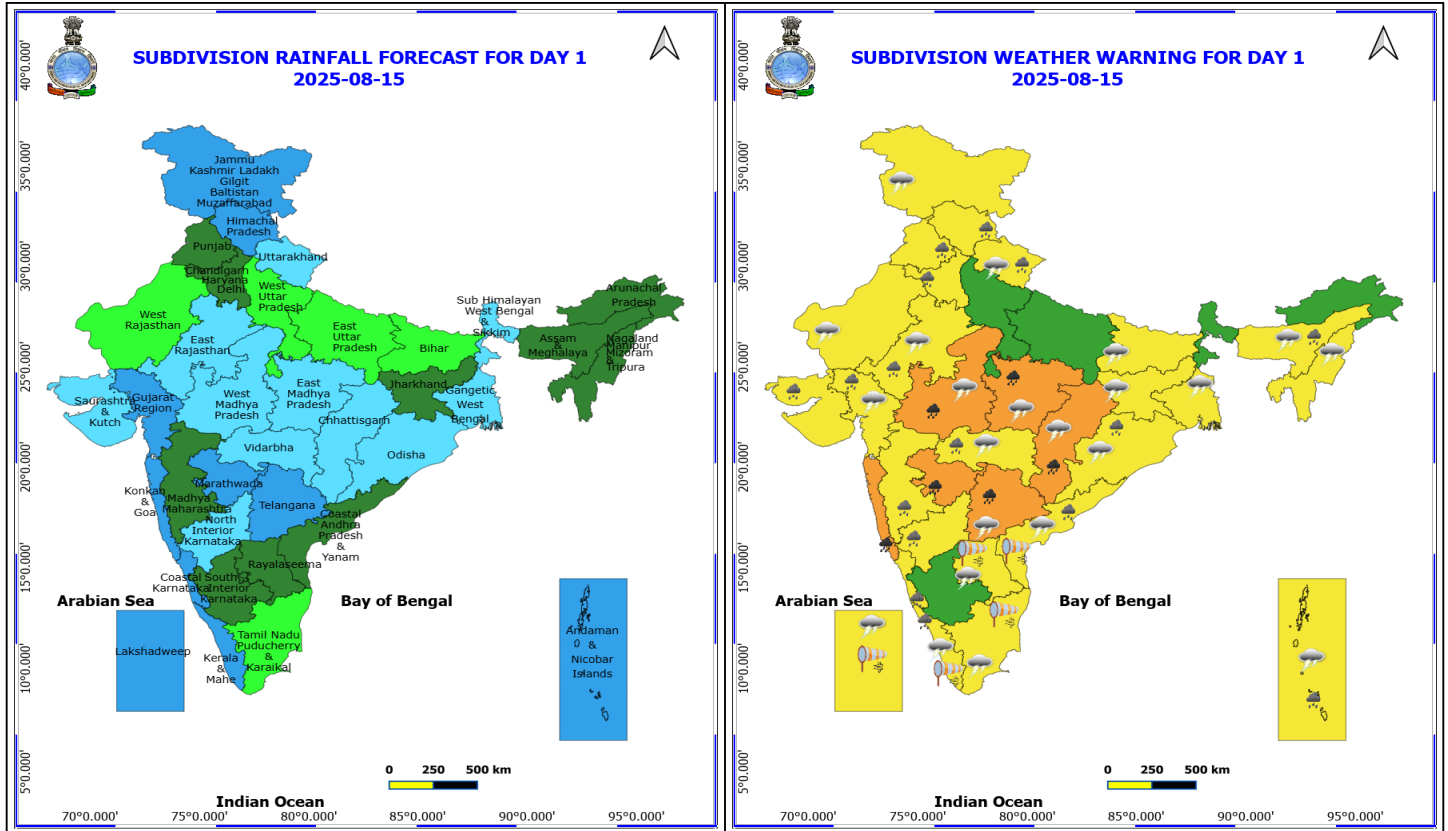 SUBDIVISION RAINFALL FORECAST FOR DAY 1
2025-08-15
40°0.000'
35°0.000'
30°0.000'
25°0.000'
20°0.000'
15°0.000'
10°0.000'
5°0.000'
Jammu
Kashmir Ladakh
Gilgit
Baltistan
Muzaffarabad
Himachal
Pradesh
Punjab
Uttarakhand
Chandigarh
Haryana
Delhi
West
Uttar
Pradesh
West
Rajasthan
East
Rajasthan
East
Uttar
Pradesh
Bihar
Sub Himalayan
West Bengal
&
Sikkim
Arunachal
Pradesh
Assam
&
Meghalaya
Nagaland
Manipur
Mizoram
&
Tripura
Jharkhand
Gangetic
West
Bengal
Saurashtra
&
Kutch
Gujarat
Region
West
Madhya
Pradesh
East
Madhya
Pradesh
Chhattisgarh
Vidarbha
Odisha
Konkan
&
Goa
Madhya
Maharashtra
Marathwada
Telangana
North
Interior
Karnataka
Coastal
Andhra
Pradesh
&
Yanam
Rayalaseema
Coastal
Karnataka
South
Interior
Karnataka
Tamil Nadu
Puducherry
&
Karaikal
Kerala
&
Mahe
Lakshadweep
Andaman
&
Nicobar
Islands
Arabian Sea
Bay of Bengal
0 250 500 km
Indian Ocean
70°0.000' 75°0.000' 80°0.000' 85°0.000' 90°0.000' 95°0.000'
SUBDIVISION WEATHER WARNING FOR DAY 1
2025-08-15
40°0.000'
35°0.000'
30°0.000'
25°0.000'
20°0.000'
15°0.000'
10°0.000'
5°0.000'
Arabian Sea
Bay of Bengal
0 250 500 km
Indian Ocean
70°0.000' 75°0.000' 80°0.000' 85°0.000' 90°0.000' 95°0.000'